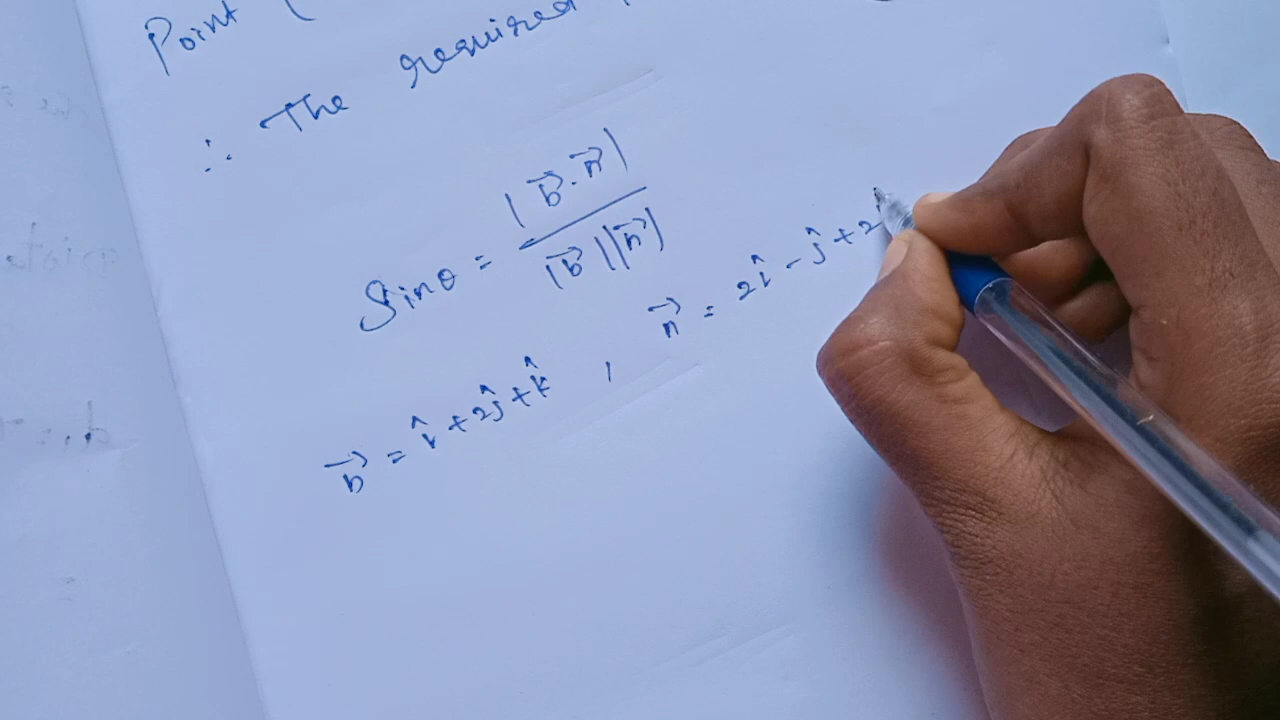 Point (
∴ The required
Sinθ = |b⃗ . n⃗| / |b⃗||n⃗|
b⃗ = î + 2ĵ + k̂ , n⃗ = 2î - ĵ + 2